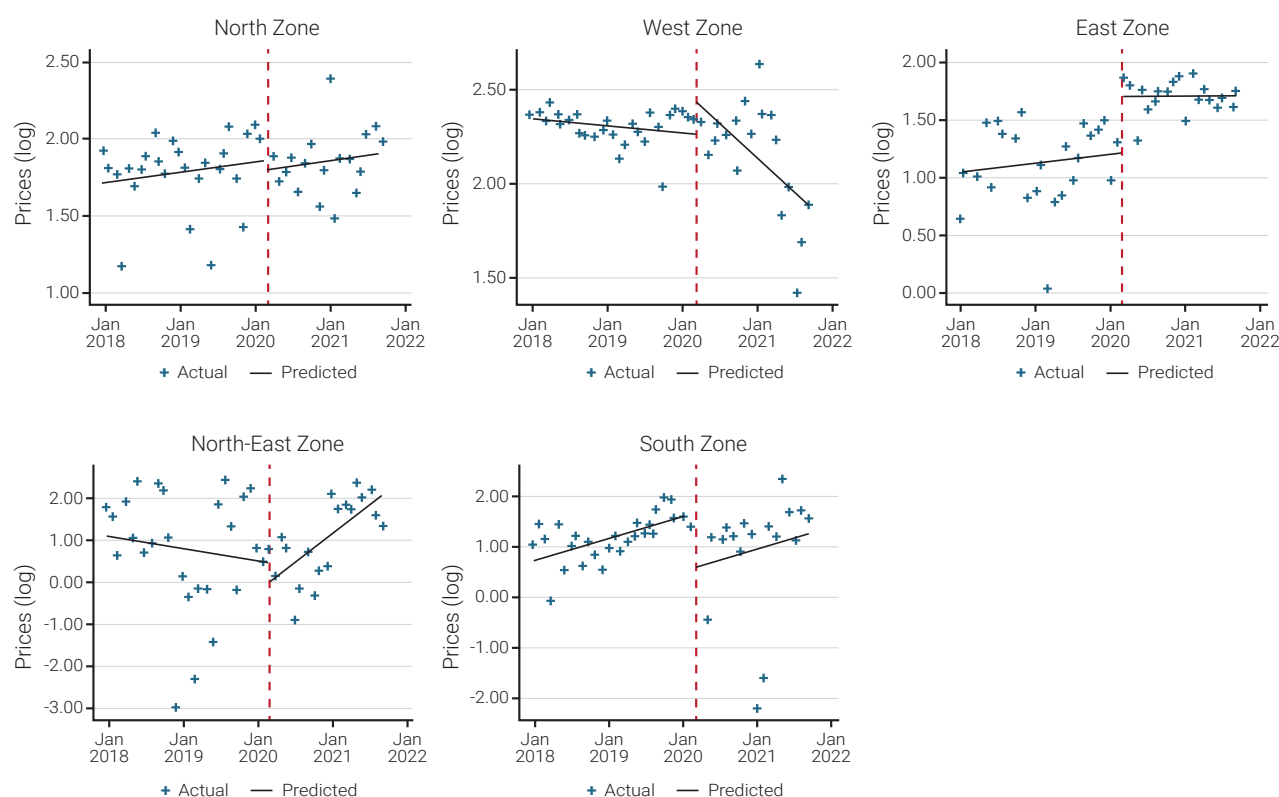 North Zone
Prices (log)
2.50
2.00
1.50
1.00
Jan 2018
Jan 2019
Jan 2020
Jan 2021
Jan 2022
Actual
Predicted
West Zone
Prices (log)
2.50
2.00
1.50
Jan 2018
Jan 2019
Jan 2020
Jan 2021
Jan 2022
Actual
Predicted
East Zone
Prices (log)
2.00
1.50
1.00
0.50
0.00
Jan 2018
Jan 2019
Jan 2020
Jan 2021
Jan 2022
Actual
Predicted
North-East Zone
Prices (log)
2.00
1.00
0.00
-1.00
-2.00
-3.00
Jan 2018
Jan 2019
Jan 2020
Jan 2021
Jan 2022
Actual
Predicted
South Zone
Prices (log)
2.00
1.00
0.00
-1.00
-2.00
Jan 2018
Jan 2019
Jan 2020
Jan 2021
Jan 2022
Actual
Predicted